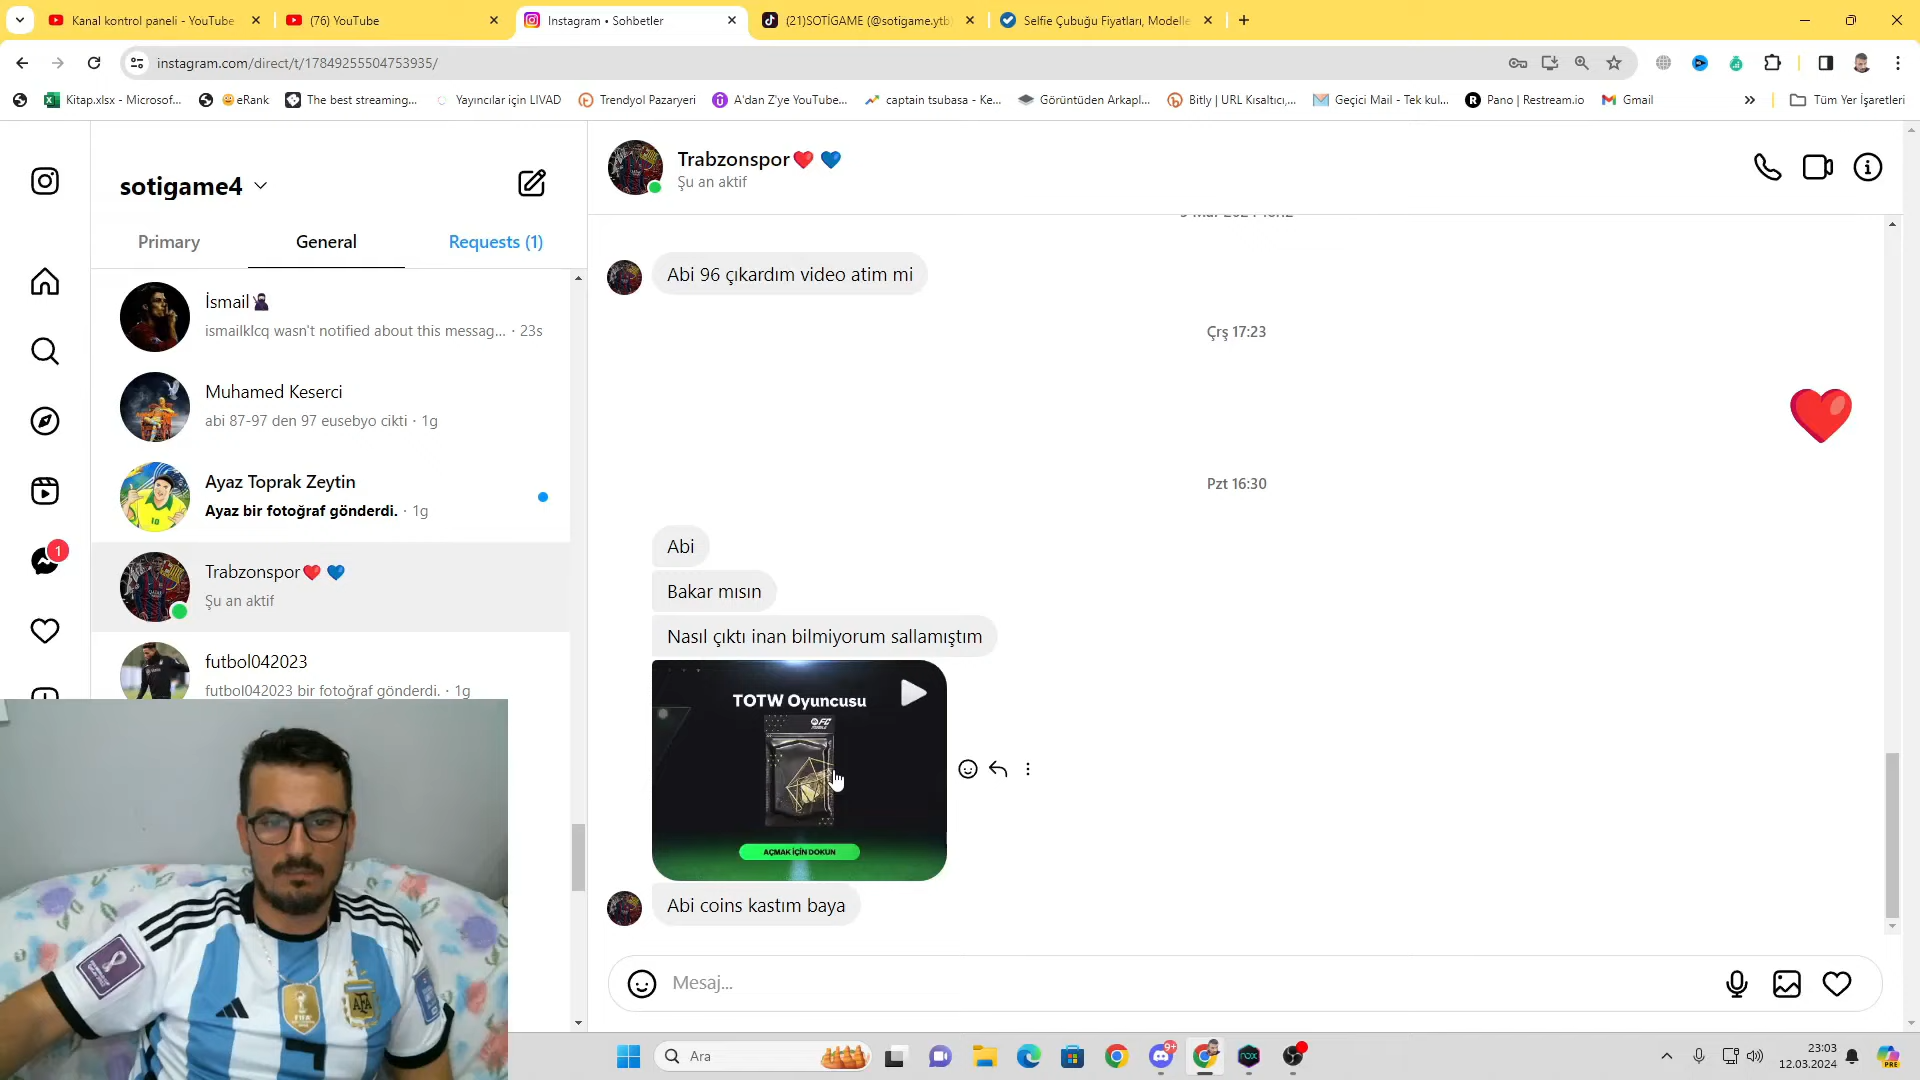 Kanal kontrol paneli - YouTube
(76) YouTube
Instagram • Sohbetler
(21)SOTİGAME (@sotigame.ytb)
Selfie Çubuğu Fiyatları, Modelle
instagram.com/direct/t/17849255504753935/
Kitap.xlsx - Microsof...
eRank
The best streaming...
Yayıncılar için LIVAD
Trendyol Pazaryeri
A'dan Z'ye YouTube...
captain tsubasa - Ke...
Görüntüden Arkapl...
Bitly | URL Kısaltıcı,...
Geçici Mail - Tek kul...
Pano | Restream.io
Gmail
Tüm Yer İşaretleri
sotigame4
Primary
General
Requests (1)
İsmail🥷
ismailklcq wasn't notified about this messag... · 23s
Muhamed Keserci
abi 87-97 den 97 eusebyo cikti · 1g
Ayaz Toprak Zeytin
Ayaz bir fotoğraf gönderdi. · 1g
Trabzonspor❤️ 💙
Şu an aktif
futbol042023
futbol042023 bir fotoğraf gönderdi. · 1g
1
Trabzonspor❤️ 💙
Şu an aktif
Abi 96 çıkardım video atim mi
Çrş 17:23
Pzt 16:30
Abi
Bakar mısın
Nasıl çıktı inan bilmiyorum sallamıştım
TOTW Oyuncusu
FC
MOBILE
AÇMAK İÇİN DOKUN
Abi coins kastım baya
Mesaj...
AFA
Ara
9+
nox
23:03
12.03.2024
PRE